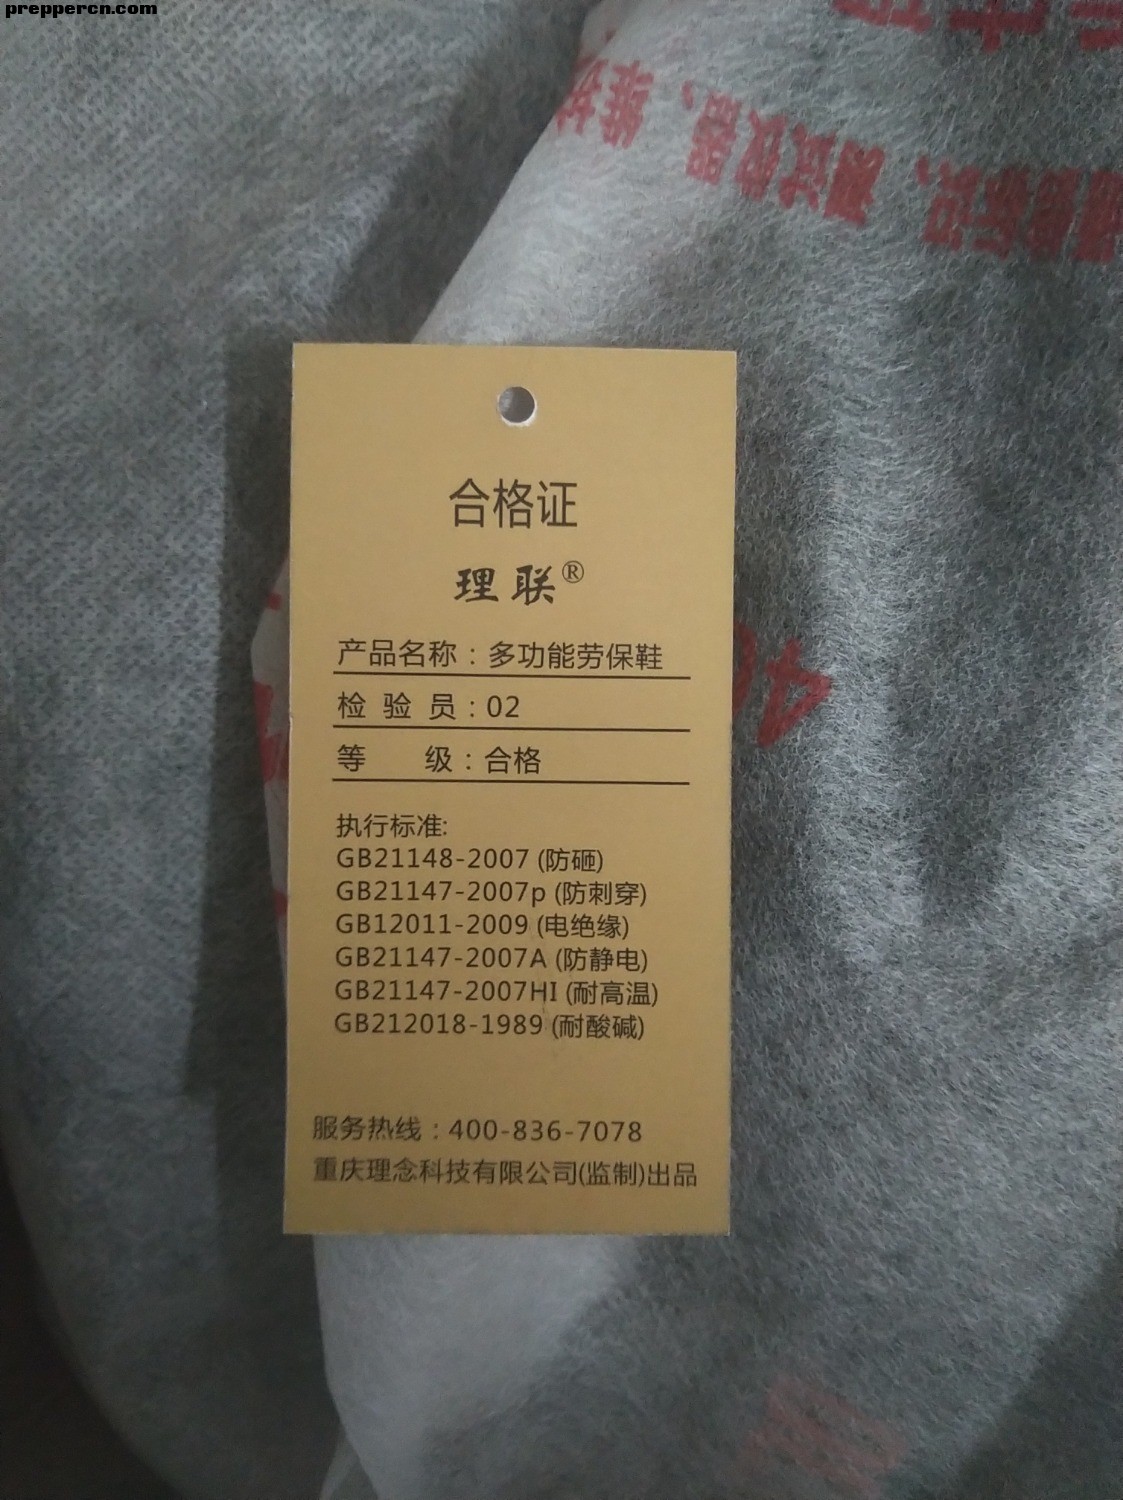 preppercn.com
合格证
理联®
产品名称：多功能劳保鞋
检 验 员：02
等 级：合格
执行标准:
GB21148-2007 (防砸)
GB21147-2007p (防刺穿)
GB12011-2009 (电绝缘)
GB21147-2007A (防静电)
GB21147-2007HI (耐高温)
GB212018-1989 (耐酸碱)
服务热线：400-836-7078
重庆理念科技有限公司(监制)出品